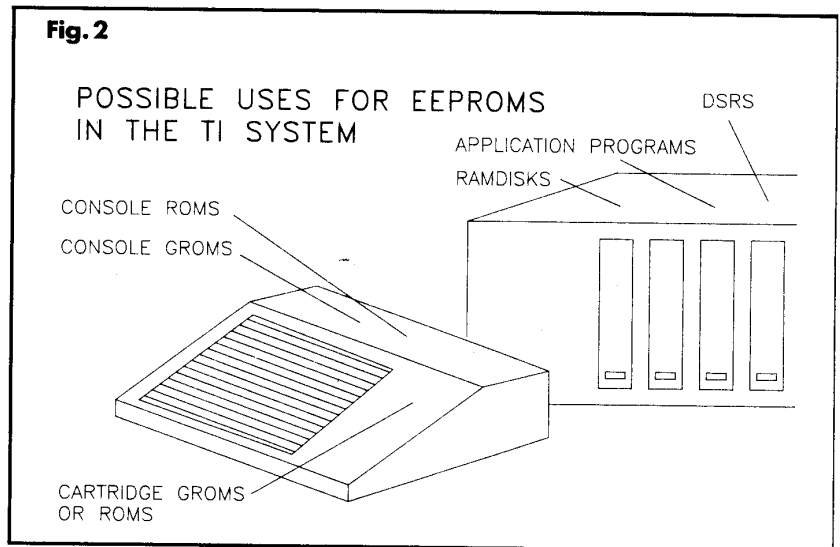 Fig. 2
POSSIBLE USES FOR EEPROMS
IN THE TI SYSTEM
DSRS
APPLICATION PROGRAMS
RAMDISKS
CONSOLE ROMS
CONSOLE GROMS
CARTRIDGE GROMS
OR ROMS